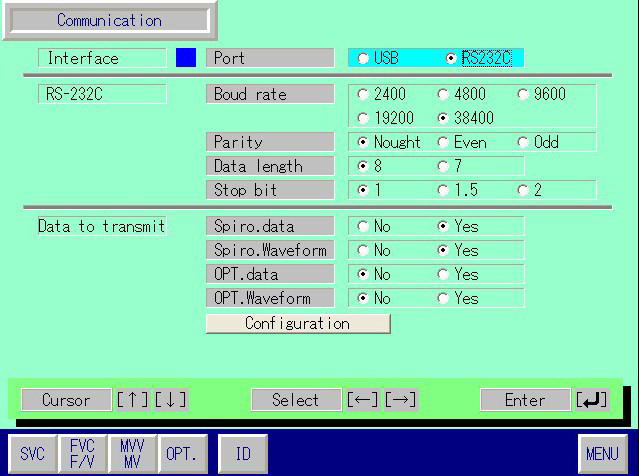 Communication
Interface Port USB RS232C
RS-232C Boud rate 2400 4800 9600
19200 38400
Parity Nought Even Odd
Data length 8 7
Stop bit 1 1.5 2
Data to transmit Spiro.data No Yes
Spiro.Waveform No Yes
OPT.data No Yes
OPT.Waveform No Yes
Configuration
Cursor [↑] [↓] Select [←] [→] Enter [↵]
SVC FVC F/V MVV MV OPT. ID MENU